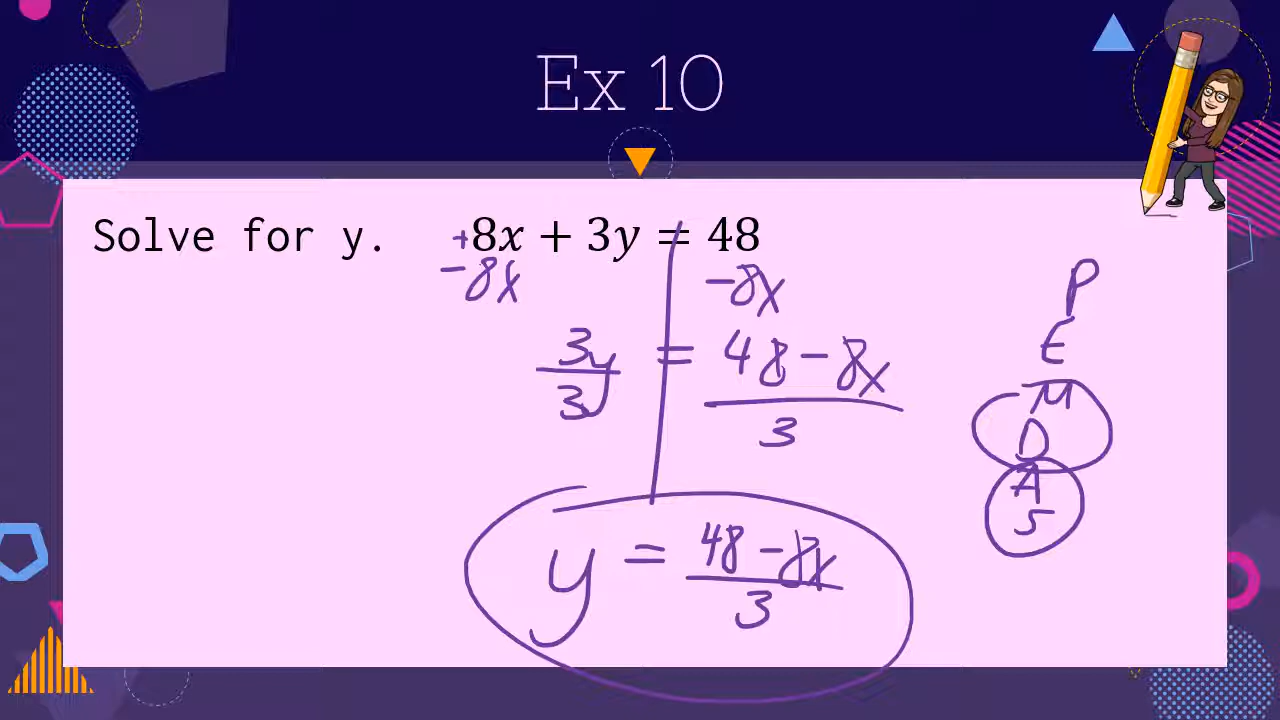 Ex 10
Solve for y. +8x + 3y = 48
-8x -8x
3y = 48 - 8x
3 3
y = 48 - 8x
3
P
E
M
D
A
S